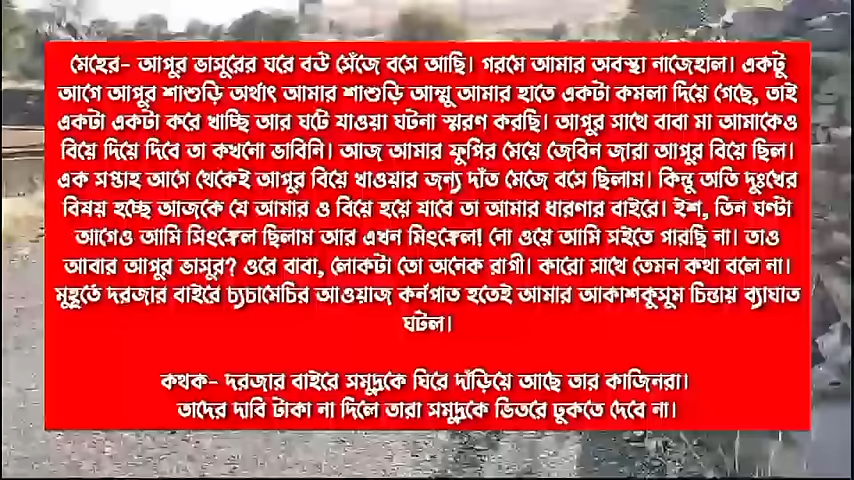 মেহের- আপুর ভাসুরের ঘরে বউ সেঁজে বসে আছি। গরমে আমার অবস্থা নাজেহাল। একটু
আগে আপুর শাশুড়ি অর্থাৎ আমার শাশুড়ি আম্মু আমার হাতে একটা কমলা দিয়ে গেছে, তাই
একটা একটা করে খাচ্ছি আর ঘটে যাওয়া ঘটনা স্মরণ করছি। আপুর সাথে বাবা মা আমাকেও
বিয়ে দিয়ে দিবে তা কখনো ভাবিনি। আজ আমার ফুপির মেয়ে জেবিন জারা আপুর বিয়ে ছিল।
এক সপ্তাহ আগে থেকেই আপুর বিয়ে খাওয়ার জন্য দাঁত মেজে বসে ছিলাম। কিন্তু অতি দুঃখের
বিষয় হচ্ছে আজকে যে আমার ও বিয়ে হয়ে যাবে তা আমার ধারণার বাইরে। ইশ, তিন ঘণ্টা
আগেও আমি সিংঙ্গেল ছিলাম আর এখন মিংঙ্গেল! নো ওয়ে আমি সইতে পারছি না। তাও
আবার আপুর ভাসুর? ওরে বাবা, লোকটা তো অনেক রাগী। কারো সাথে তেমন কথা বলে না।
মুহূর্তে দরজার বাইরে চ্যচামেচির আওয়াজ কর্নপাত হতেই আমার আকাশকুসুম চিন্তায় ব্যাঘাত
ঘটল।
কথক- দরজার বাইরে সমুদ্রকে ঘিরে দাঁড়িয়ে আছে তার কাজিনরা।
তাদের দাবি টাকা না দিলে তারা সমুদ্রকে ভিতরে ঢুকতে দেবে না।